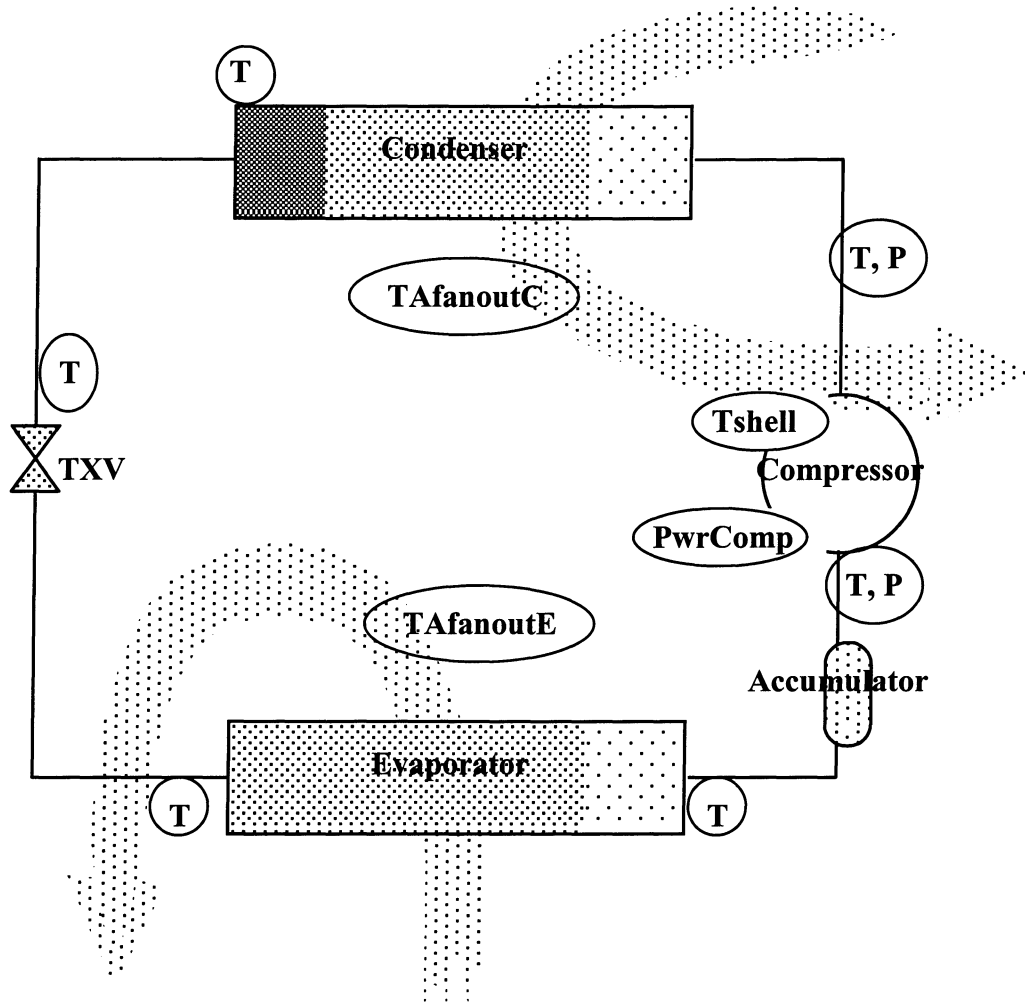 T
Condenser
T, P
TAfanoutC
T
Tshell
TXV
Compressor
PwrComp
T, P
TAfanoutE
Accumulator
Evaporator
T
T